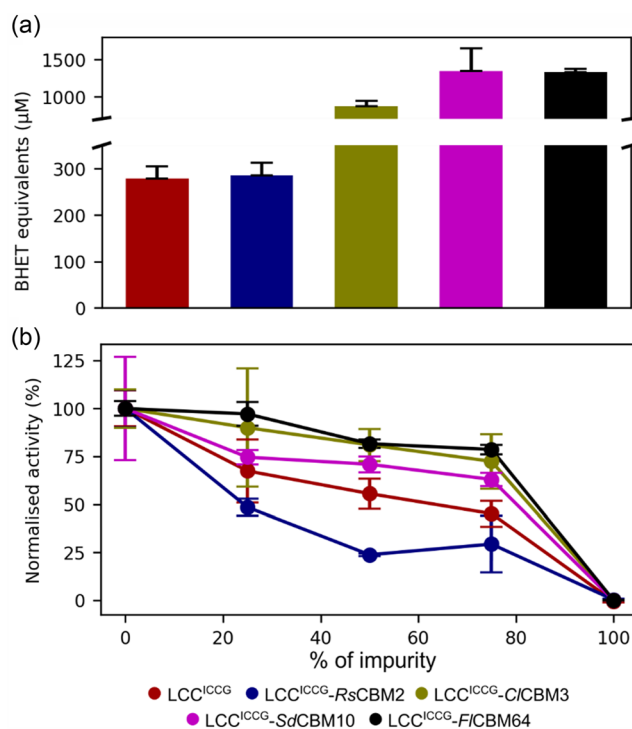 (a)
BHET equivalents (μM)
1500
1000
300
200
100
0
(b)
Normalised activity (%)
125
100
75
50
25
0
0 20 40 60 80 100
% of impurity
LCCᴵᶜᶜᴳ LCCᴵᶜᶜᴳ-RsCBM2 LCCᴵᶜᶜᴳ-ClCBM3
LCCᴵᶜᶜᴳ-SdCBM10 LCCᴵᶜᶜᴳ-FlCBM64